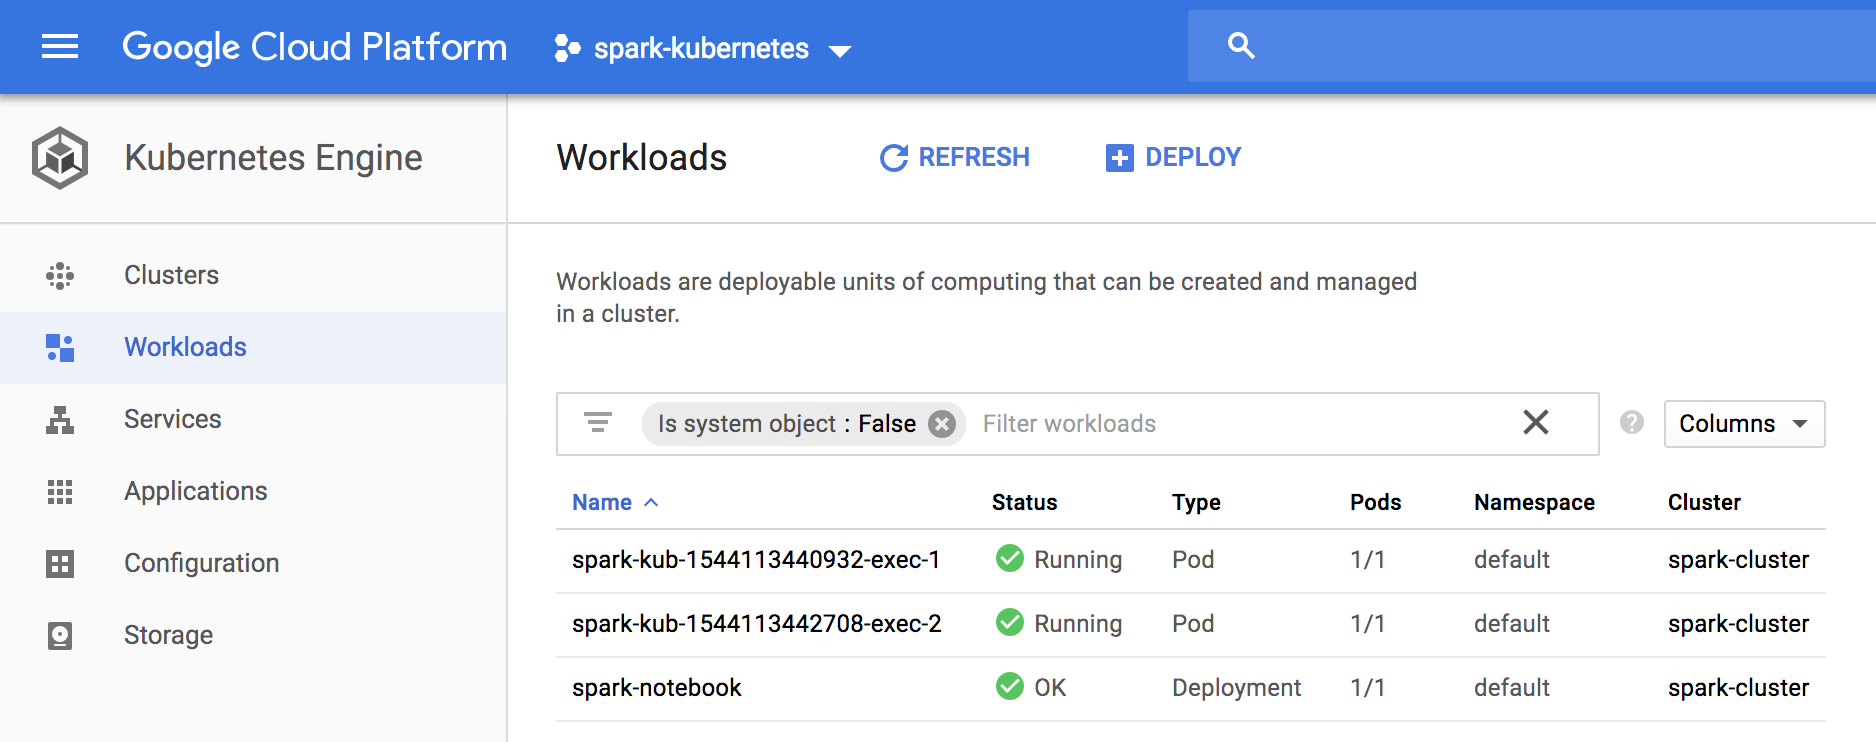 Google Cloud Platform spark-kubernetes
Kubernetes Engine
Workloads REFRESH DEPLOY
Clusters
Workloads
Services
Applications
Configuration
Storage
Workloads are deployable units of computing that can be created and managed
in a cluster.
Is system object : False Filter workloads ? Columns
Name Status Type Pods Namespace Cluster
spark-kub-1544113440932-exec-1 Running Pod 1/1 default spark-cluster
spark-kub-1544113442708-exec-2 Running Pod 1/1 default spark-cluster
spark-notebook OK Deployment 1/1 default spark-cluster